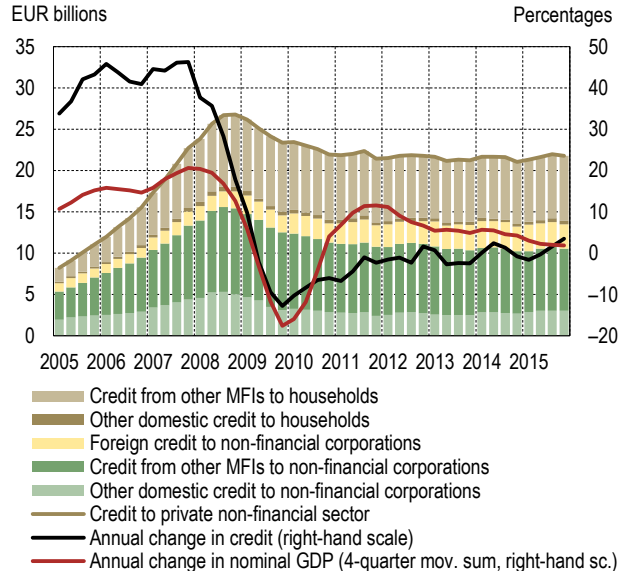 EUR billions Percentages
35 50
30 40
25 30
20 20
15 10
10 0
5 –10
0 –20
2005 2006 2007 2008 2009 2010 2011 2012 2013 2014 2015
Credit from other MFIs to households
Other domestic credit to households
Foreign credit to non-financial corporations
Credit from other MFIs to non-financial corporations
Other domestic credit to non-financial corporations
Credit to private non-financial sector
Annual change in credit (right-hand scale)
Annual change in nominal GDP (4-quarter mov. sum, right-hand sc.)